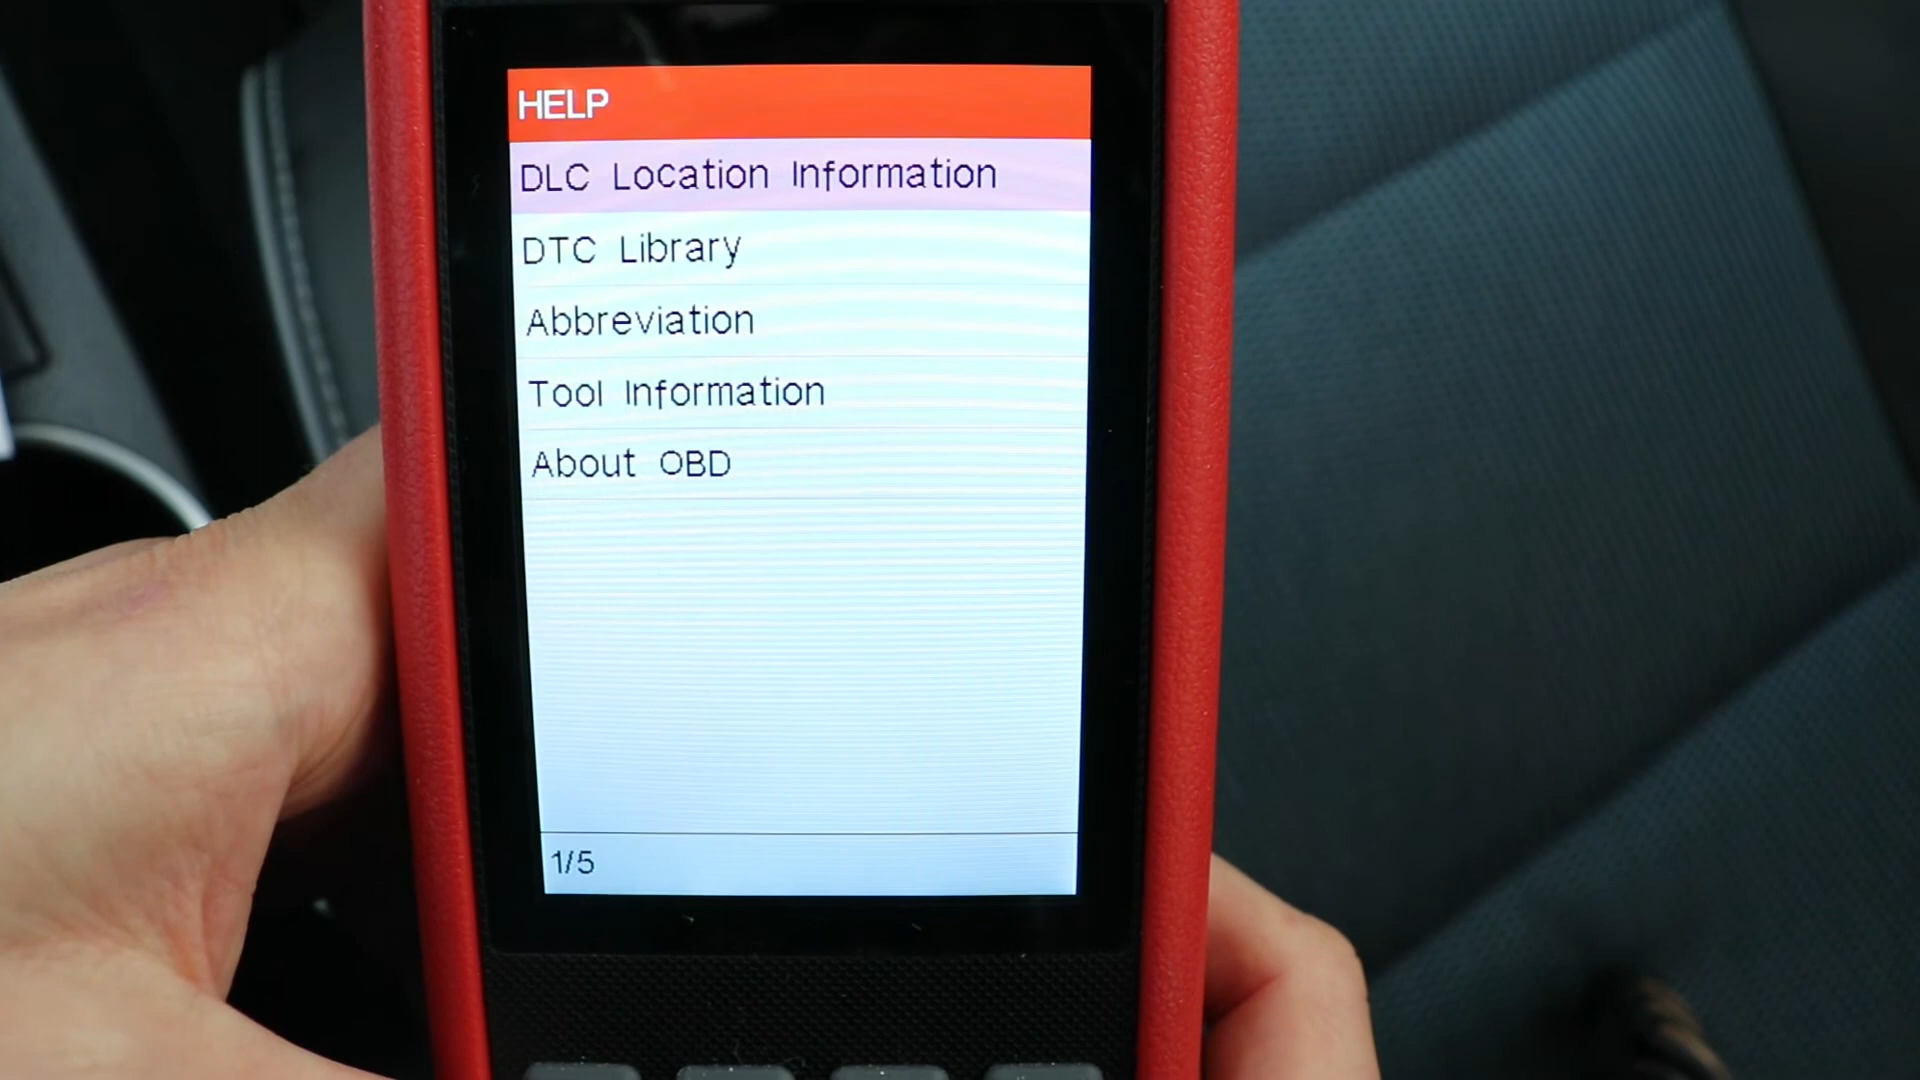 HELP
DLC Location Information
DTC Library
Abbreviation
Tool Information
About OBD
1/5